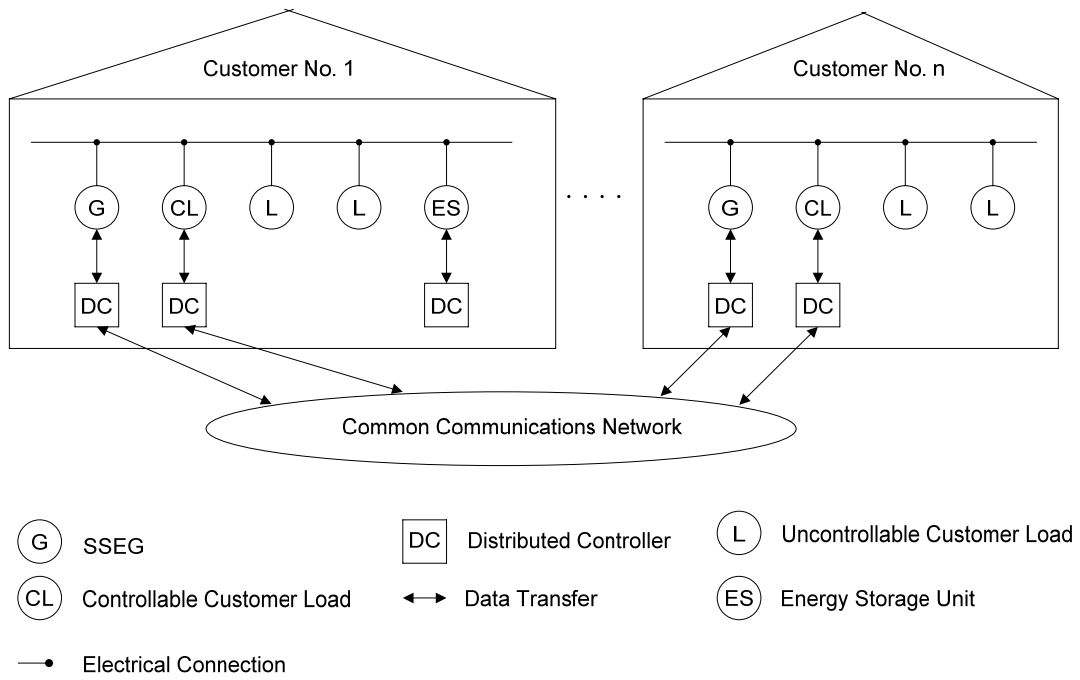 Customer No. 1
Customer No. n
G CL L L ES
. . . .
G CL L L
DC DC DC
DC DC
Common Communications Network
G SSEG
DC Distributed Controller
L Uncontrollable Customer Load
CL Controllable Customer Load
Data Transfer
ES Energy Storage Unit
Electrical Connection